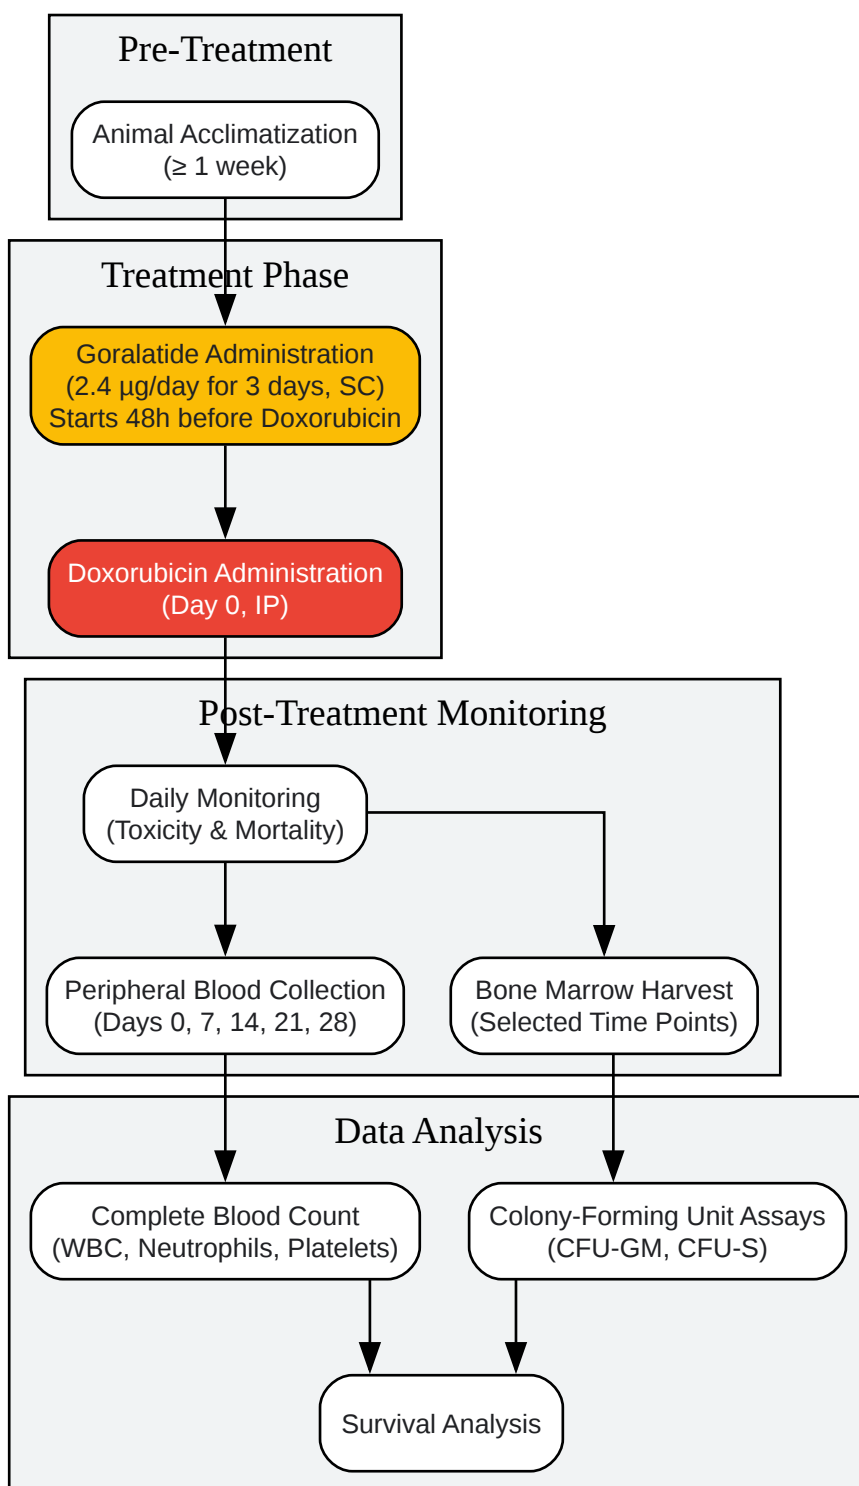 Pre-Treatment
Animal Acclimatization
(≥ 1 week)
Treatment Phase
Goralatide Administration
(2.4 µg/day for 3 days, SC)
Starts 48h before Doxorubicin
Doxorubicin Administration
(Day 0, IP)
Post-Treatment Monitoring
Daily Monitoring
(Toxicity & Mortality)
Peripheral Blood Collection
(Days 0, 7, 14, 21, 28)
Bone Marrow Harvest
(Selected Time Points)
Data Analysis
Complete Blood Count
(WBC, Neutrophils, Platelets)
Colony-Forming Unit Assays
(CFU-GM, CFU-S)
Survival Analysis